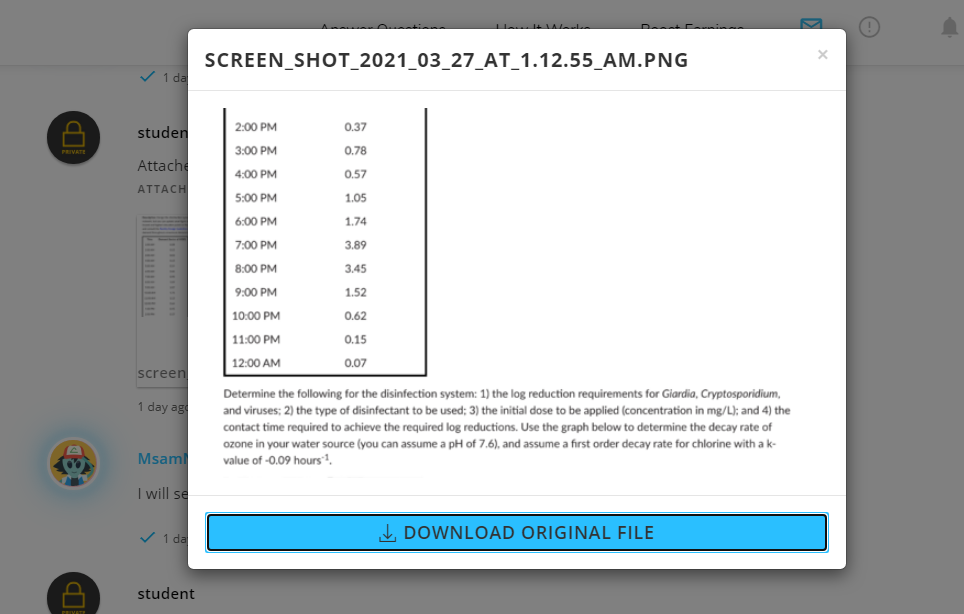 Answer Questions How It Works Boost Earnings
SCREEN_SHOT_2021_03_27_AT_1.12.55_AM.PNG
×
1 da
PRIVATE
studen
Attache
ATTACH
2:00 PM 0.37
3:00 PM 0.78
4:00 PM 0.57
5:00 PM 1.05
6:00 PM 1.74
7:00 PM 3.89
8:00 PM 3.45
9:00 PM 1.52
10:00 PM 0.62
11:00 PM 0.15
12:00 AM 0.07
screen
1 day ago
Determine the following for the disinfection system: 1) the log reduction requirements for Giardia, Cryptosporidium,
and viruses; 2) the type of disinfectant to be used; 3) the initial dose to be applied (concentration in mg/L); and 4) the
contact time required to achieve the required log reductions. Use the graph below to determine the decay rate of
ozone in your water source (you can assume a pH of 7.6), and assume a first order decay rate for chlorine with a k-
value of -0.09 hours⁻¹.
MsamM
I will se
1 da
DOWNLOAD ORIGINAL FILE
PRIVATE
student